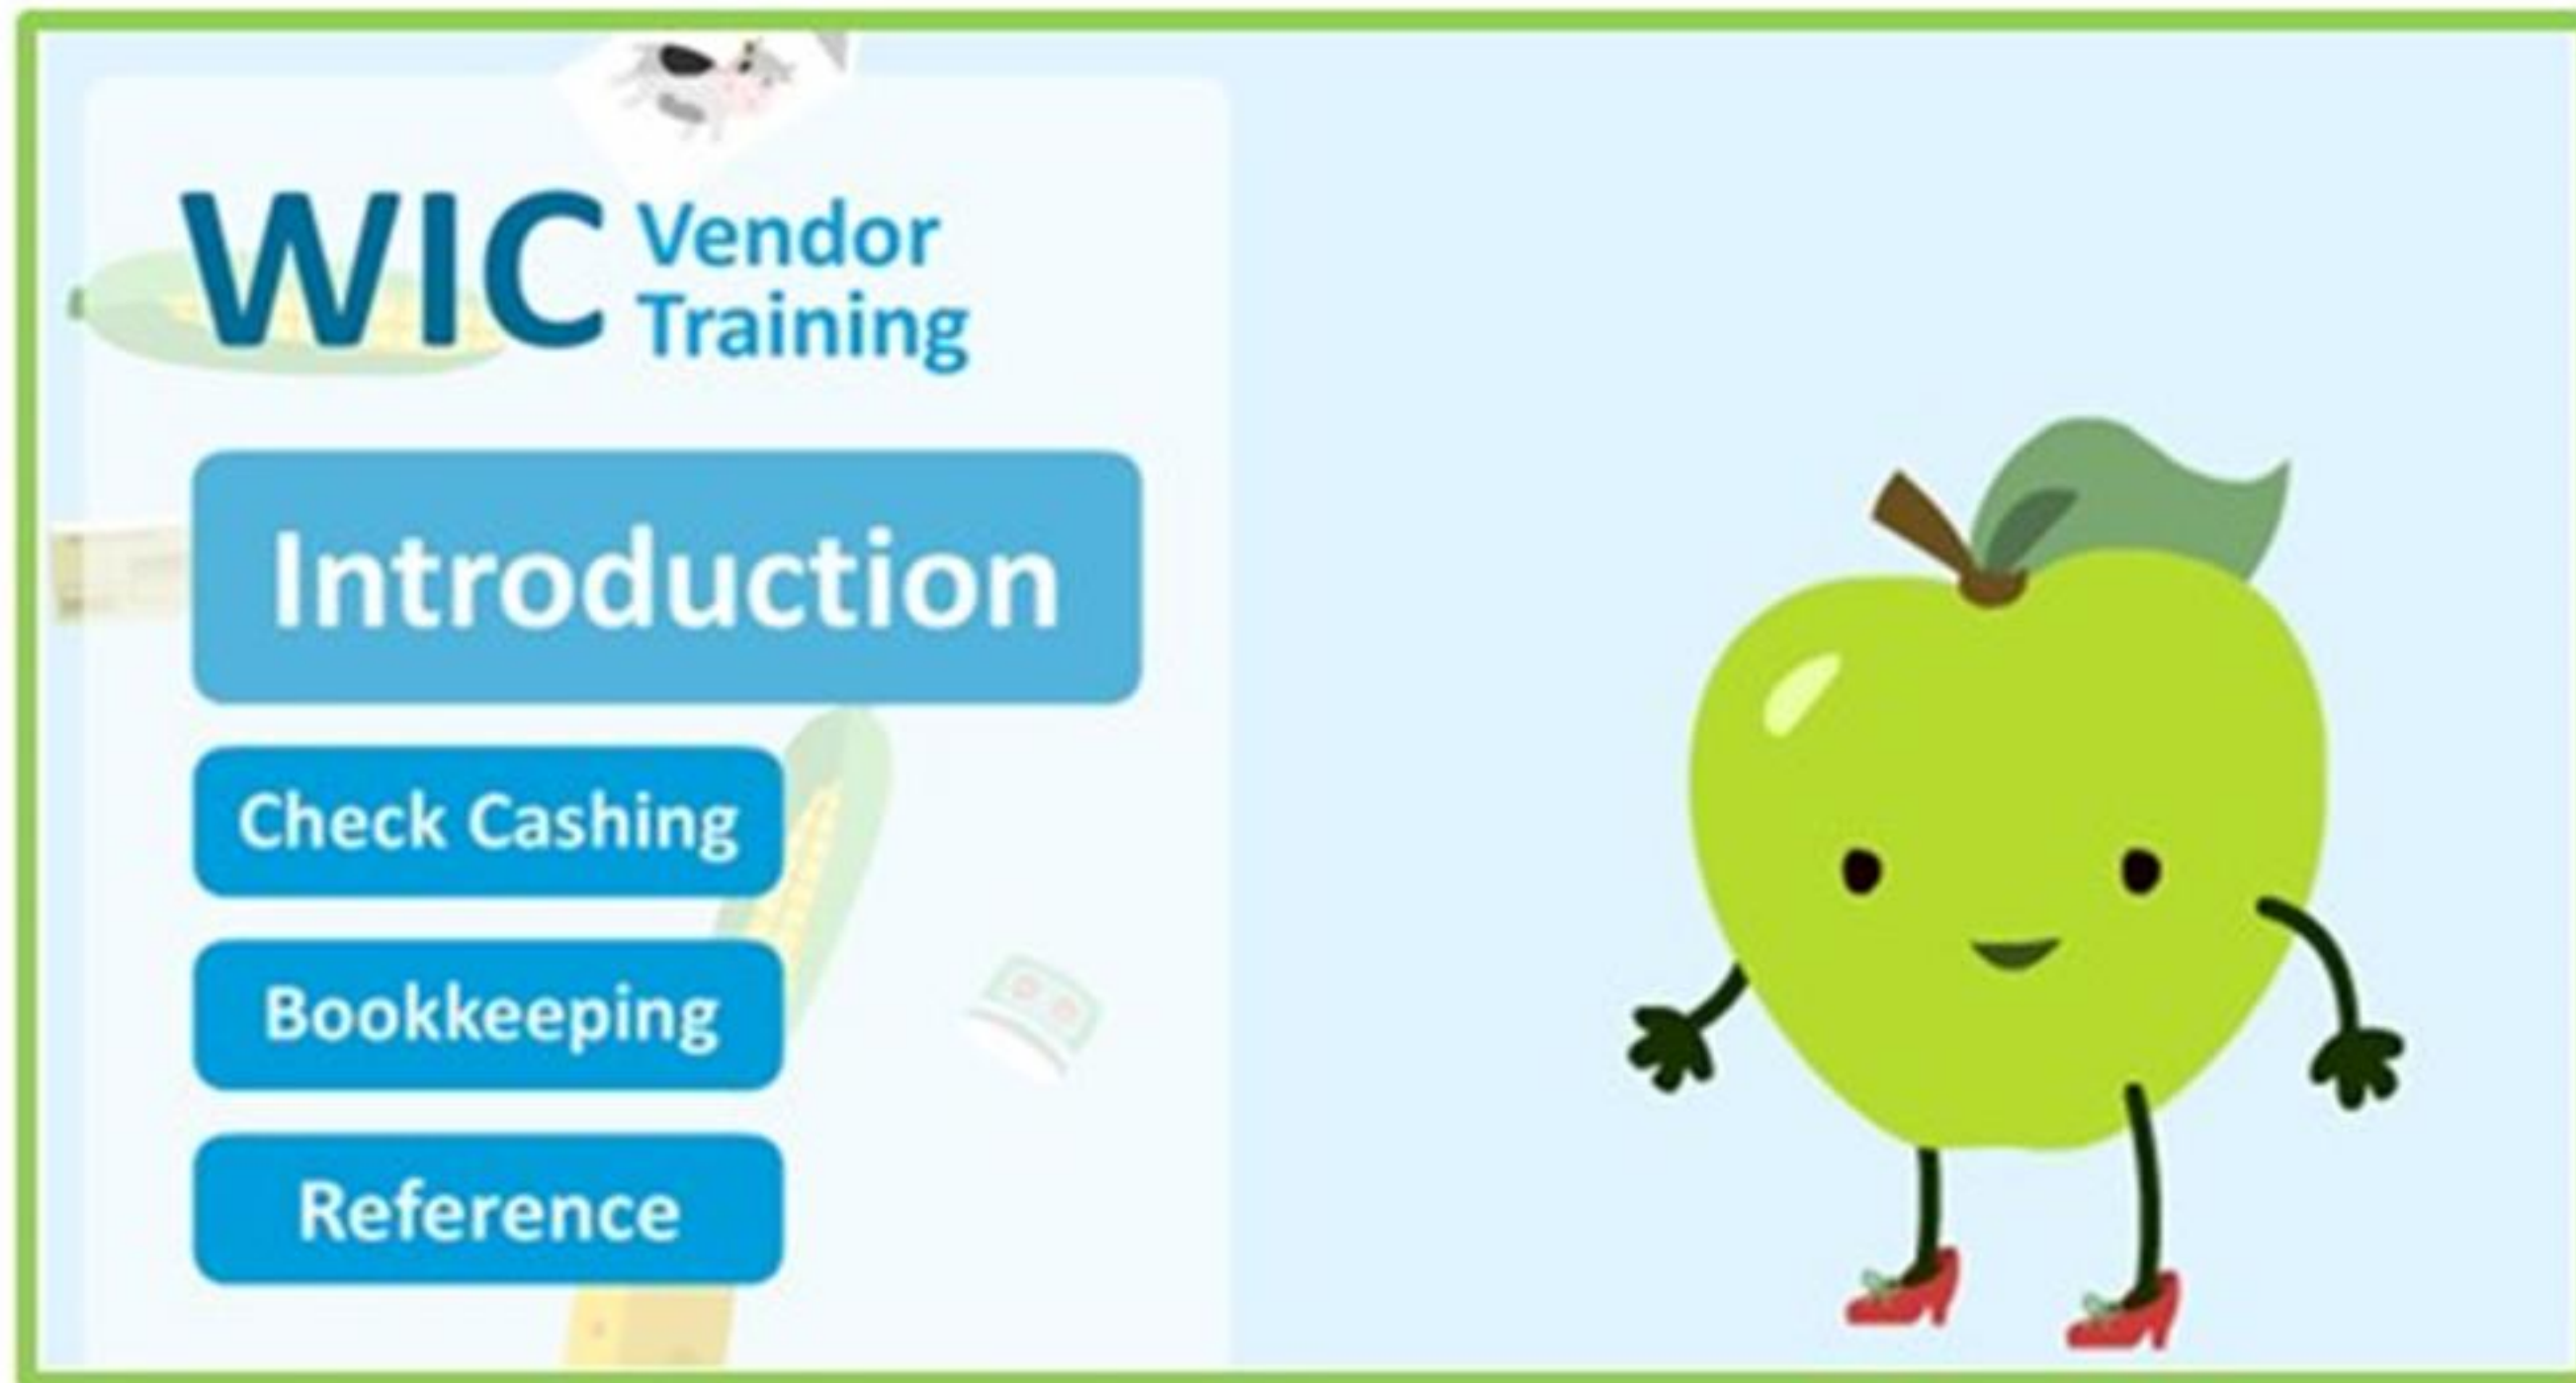 WIC Vendor
Training
Introduction
Check Cashing
Bookkeeping
Reference